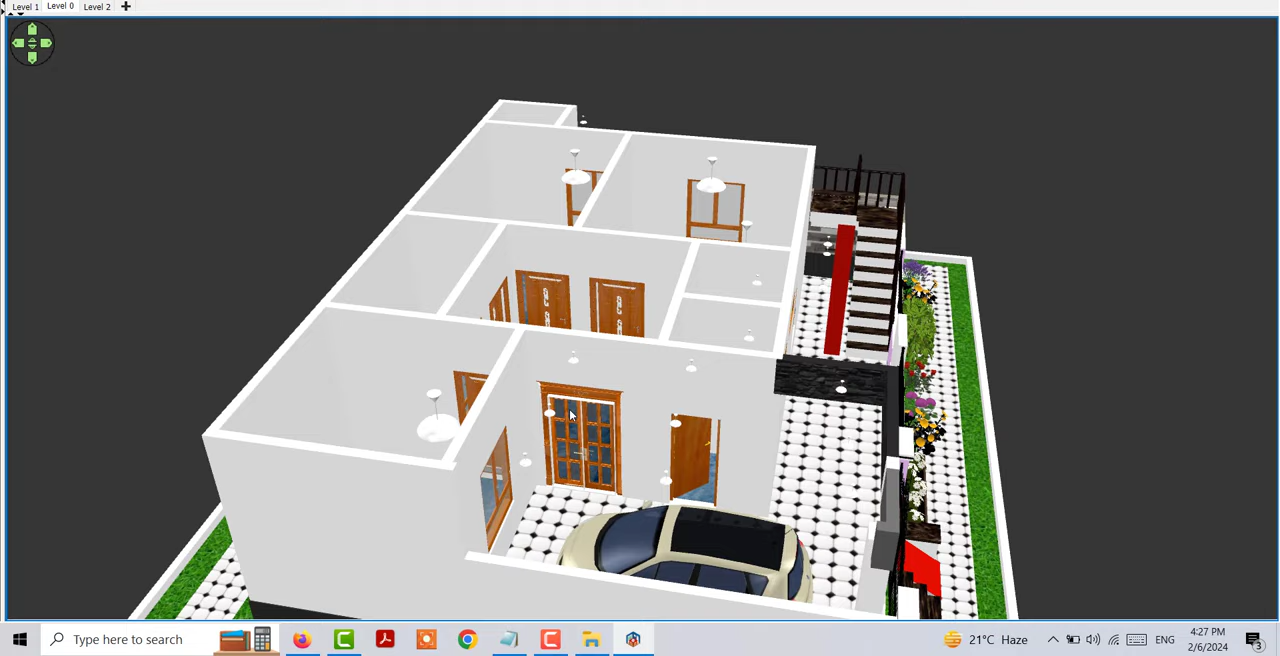 Level 1 Level 0 Level 2
Type here to search
21°C Haze
ENG
4:27 PM
2/6/2024
3